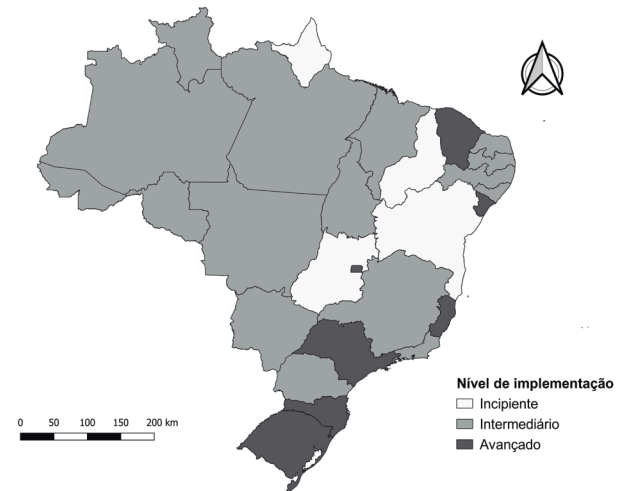 Nível de implementação
Incipiente
Intermediário
Avançado
0 50 100 150 200 km